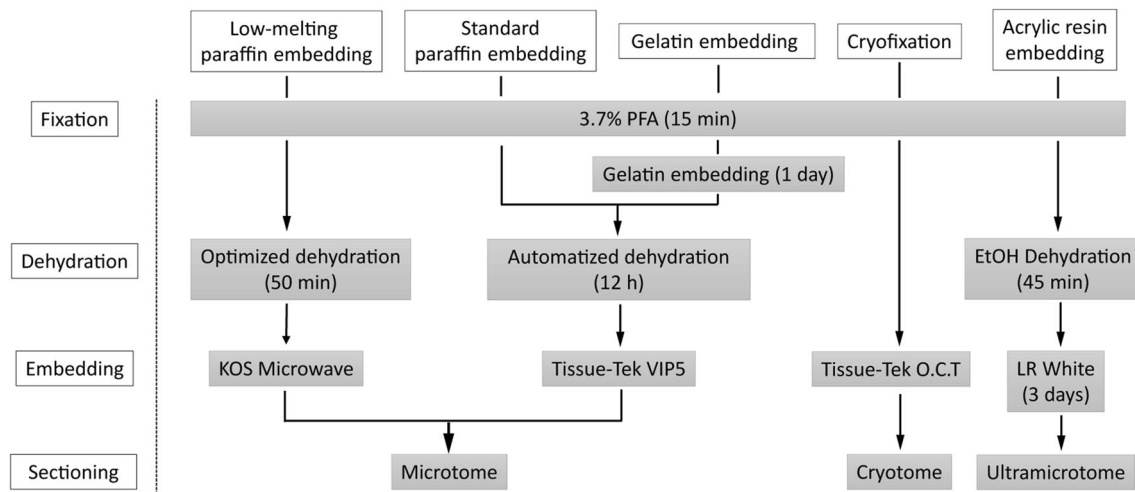 Low-melting
paraffin embedding
Standard
paraffin embedding
Gelatin embedding
Cryofixation
Acrylic resin
embedding
Fixation
3.7% PFA (15 min)
Gelatin embedding (1 day)
Dehydration
Optimized dehydration
(50 min)
Automatized dehydration
(12 h)
EtOH Dehydration
(45 min)
Embedding
KOS Microwave
Tissue-Tek VIP5
Tissue-Tek O.C.T
LR White
(3 days)
Sectioning
Microtome
Cryotome
Ultramicrotome